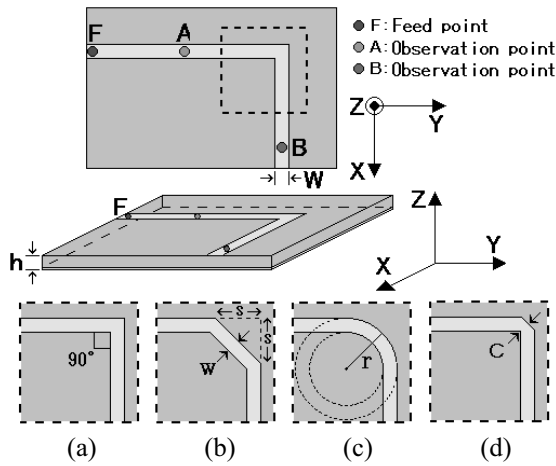 F
A
B
F:Feed point
A:Observation point
B:Observation point
Z
Y
X
W
F
h
Z
Y
X
90°
s
s
w
r
C
(a) (b) (c) (d)